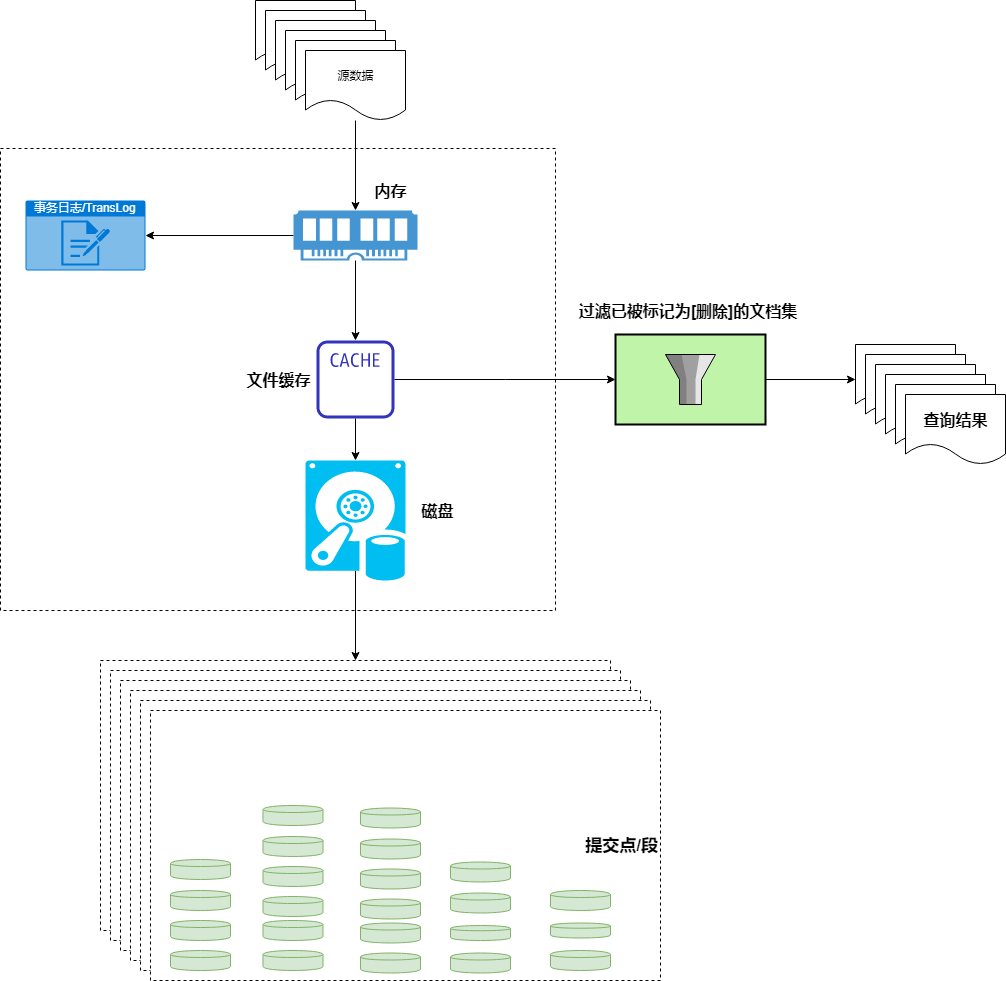 源数据
内存
事务日志/TransLog
过滤已被标记为[删除]的文档集
CACHE
文件缓存
查询结果
磁盘
提交点/段